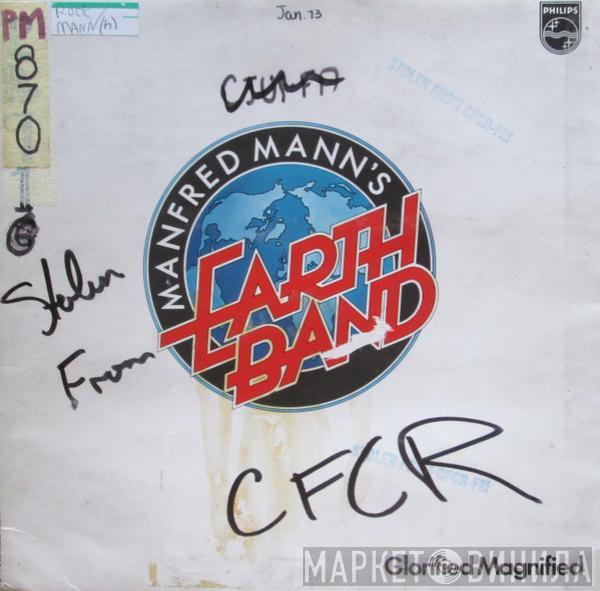 Jan. 73
PHILIPS
PM
Rock
MANN (h)
870
STOLEN FROM CFCR-FM
MANFRED MANN'S
EARTH
BAND
Stolen
From
CFCR
STOLEN FROM CFCR-FM
Glorified Magnified
МАРКЕТ ВИНИЛА